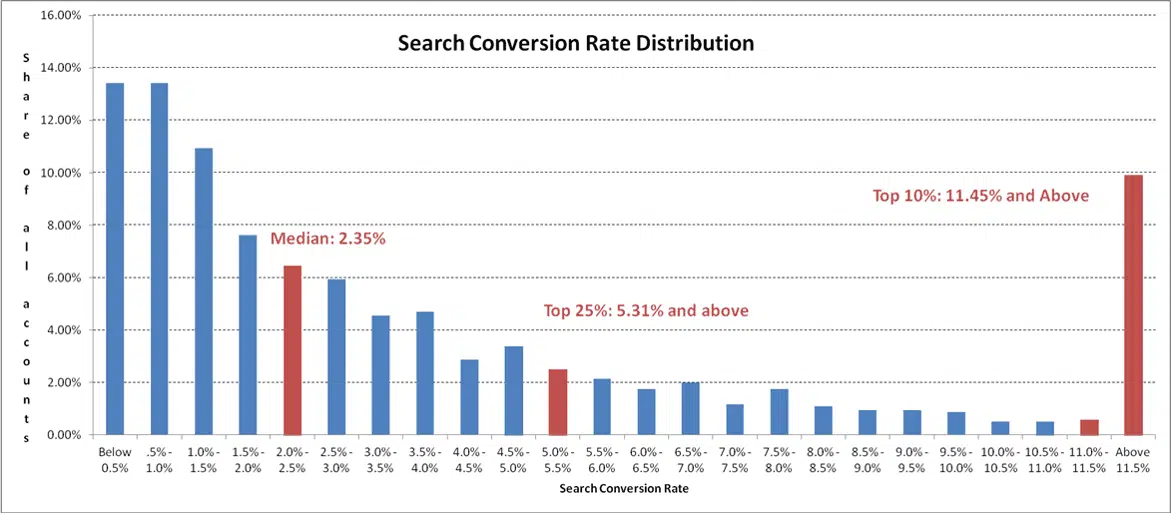 Search Conversion Rate Distribution
Share of all accounts
16.00%
14.00%
12.00%
10.00%
8.00%
6.00%
4.00%
2.00%
0.00%
Median: 2.35%
Top 25%: 5.31% and above
Top 10%: 11.45% and Above
Below 0.5%
.5% - 1.0%
1.0% - 1.5%
1.5% - 2.0%
2.0% - 2.5%
2.5% - 3.0%
3.0% - 3.5%
3.5% - 4.0%
4.0% - 4.5%
4.5% - 5.0%
5.0% - 5.5%
5.5% - 6.0%
6.0% - 6.5%
6.5% - 7.0%
7.0% - 7.5%
7.5% - 8.0%
8.0% - 8.5%
8.5% - 9.0%
9.0% - 9.5%
9.5% - 10.0%
10.0% - 10.5%
10.5% - 11.0%
11.0% - 11.5%
Above 11.5%
Search Conversion Rate